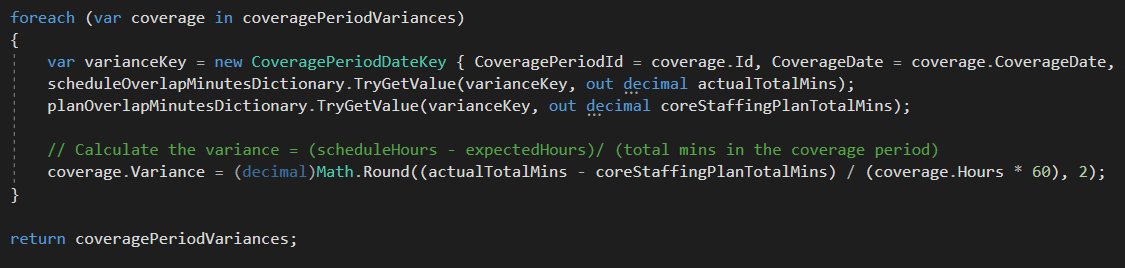 foreach (var coverage in coveragePeriodVariances)
{
var varianceKey = new CoveragePeriodDateKey { CoveragePeriodId = coverage.Id, CoverageDate = coverage.CoverageDate,
scheduleOverlapMinutesDictionary.TryGetValue(varianceKey, out decimal actualTotalMins);
planOverlapMinutesDictionary.TryGetValue(varianceKey, out decimal coreStaffingPlanTotalMins);
// Calculate the variance = (scheduleHours - expectedHours)/ (total mins in the coverage period)
coverage.Variance = (decimal)Math.Round((actualTotalMins - coreStaffingPlanTotalMins) / (coverage.Hours * 60), 2);
}
return coveragePeriodVariances;